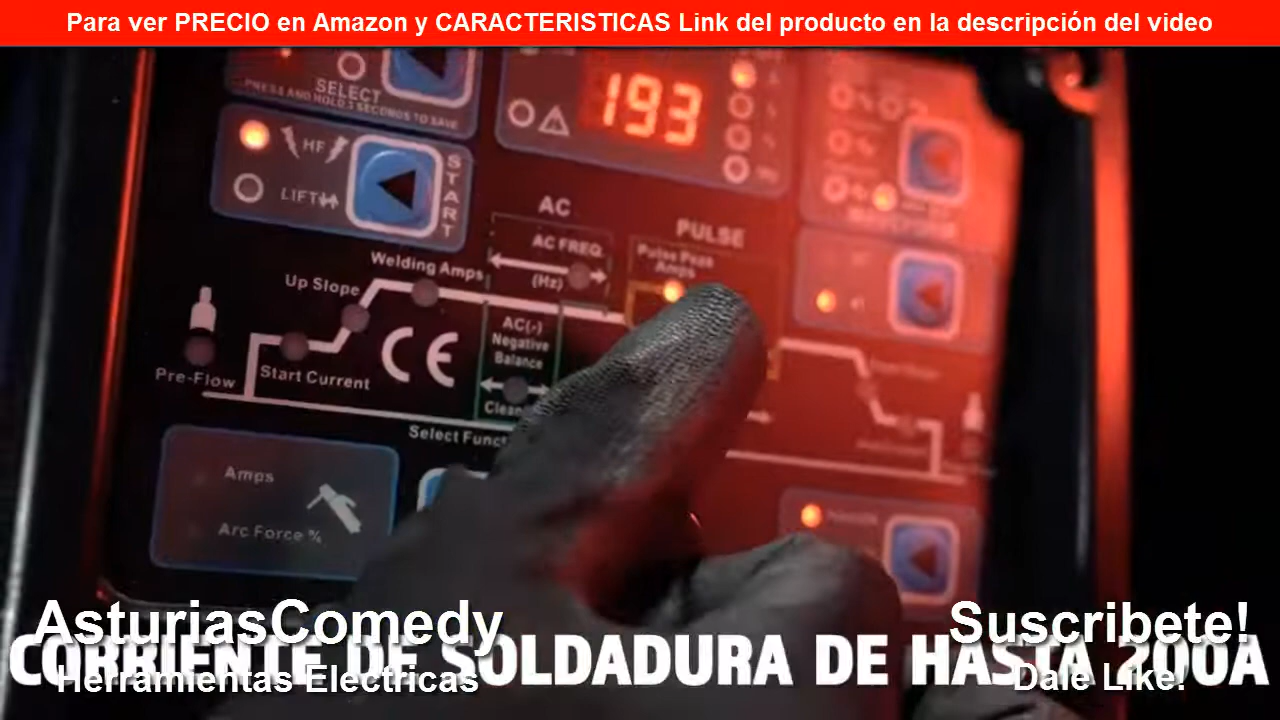 Para ver PRECIO en Amazon y CARACTERISTICAS Link del producto en la descripción del video
SELECT
PRESS AND HOLD 3 SECONDS TO SAVE
193
HF
LIFT
START
AC
AC FREQ.
(Hz)
PULSE
Pulse Peak
Amps
Welding Amps
Up Slope
CE
AC(-)
Negative
Balance
Clean
Start Current
Pre-Flow
Select Funct
Amps
Arc Force %
AsturiasComedy
Herramientas Electricas
Suscribete!
Dale Like!
CORRIENTE DE SOLDADURA DE HASTA 200A